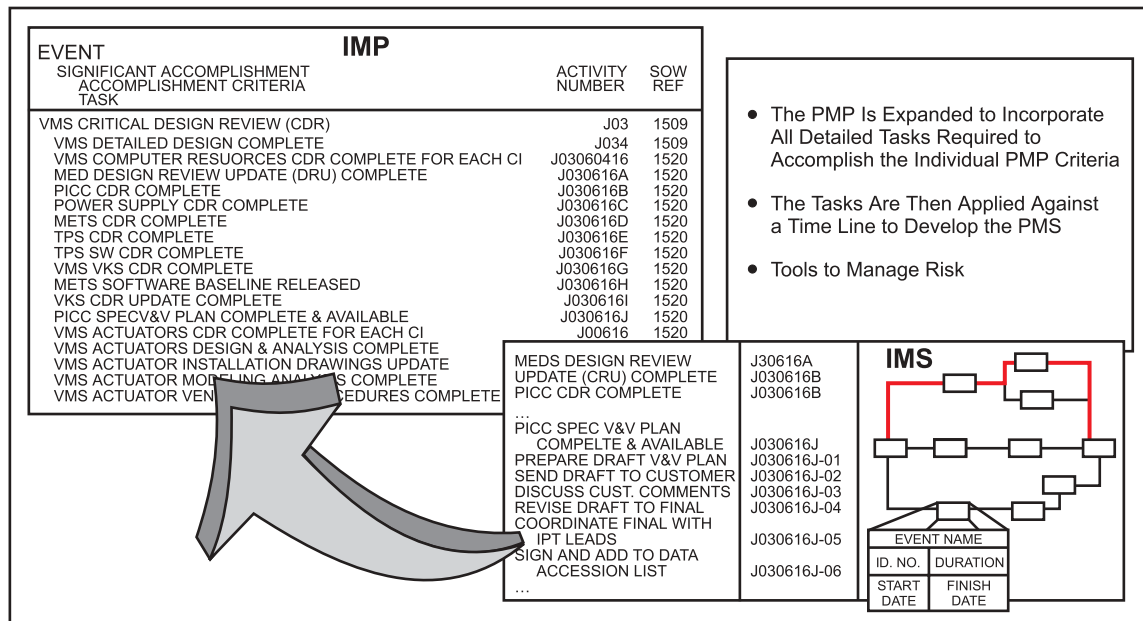 IMP
EVENT
SIGNIFICANT ACCOMPLISHMENT ACTIVITY SOW
ACCOMPLISHMENT CRITERIA NUMBER REF
TASK
VMS CRITICAL DESIGN REVIEW (CDR) J03 1509
VMS DETAILED DESIGN COMPLETE J034 1509
VMS COMPUTER RESUORCES CDR COMPLETE FOR EACH CI J03060416 1520
MED DESIGN REVIEW UPDATE (DRU) COMPLETE J030616A 1520
PICC CDR COMPLETE J030616B 1520
POWER SUPPLY CDR COMPLETE J030616C 1520
METS CDR COMPLETE J030616D 1520
TPS CDR COMPLETE J030616E 1520
TPS SW CDR COMPLETE J030616F 1520
VMS VKS CDR COMPLETE J030616G 1520
METS SOFTWARE BASELINE RELEASED J030616H 1520
VKS CDR UPDATE COMPLETE J030616I 1520
PICC SPECV&V PLAN COMPLETE & AVAILABLE J030616J 1520
VMS ACTUATORS CDR COMPLETE FOR EACH CI J00616 1520
VMS ACTUATORS DESIGN & ANALYSIS COMPLETE
VMS ACTUATOR INSTALLATION DRAWINGS UPDATE
VMS ACTUATOR MODELING COMPLETE
VMS ACTUATOR COMPLETE
• The PMP Is Expanded to Incorporate
All Detailed Tasks Required to
Accomplish the Individual PMP Criteria
• The Tasks Are Then Applied Against
a Time Line to Develop the PMS
• Tools to Manage Risk
MEDS DESIGN REVIEW J30616A
UPDATE (CRU) COMPLETE J030616B
PICC CDR COMPLETE J030616B
...
PICC SPEC V&V PLAN
COMPELTE & AVAILABLE J030616J
PREPARE DRAFT V&V PLAN J030616J-01
SEND DRAFT TO CUSTOMER J030616J-02
DISCUSS CUST. COMMENTS J030616J-03
REVISE DRAFT TO FINAL J030616J-04
COORDINATE FINAL WITH
IPT LEADS J030616J-05
SIGN AND ADD TO DATA
ACCESSION LIST J030616J-06
...
IMS
EVENT NAME
ID. NO. DURATION
START FINISH
DATE DATE